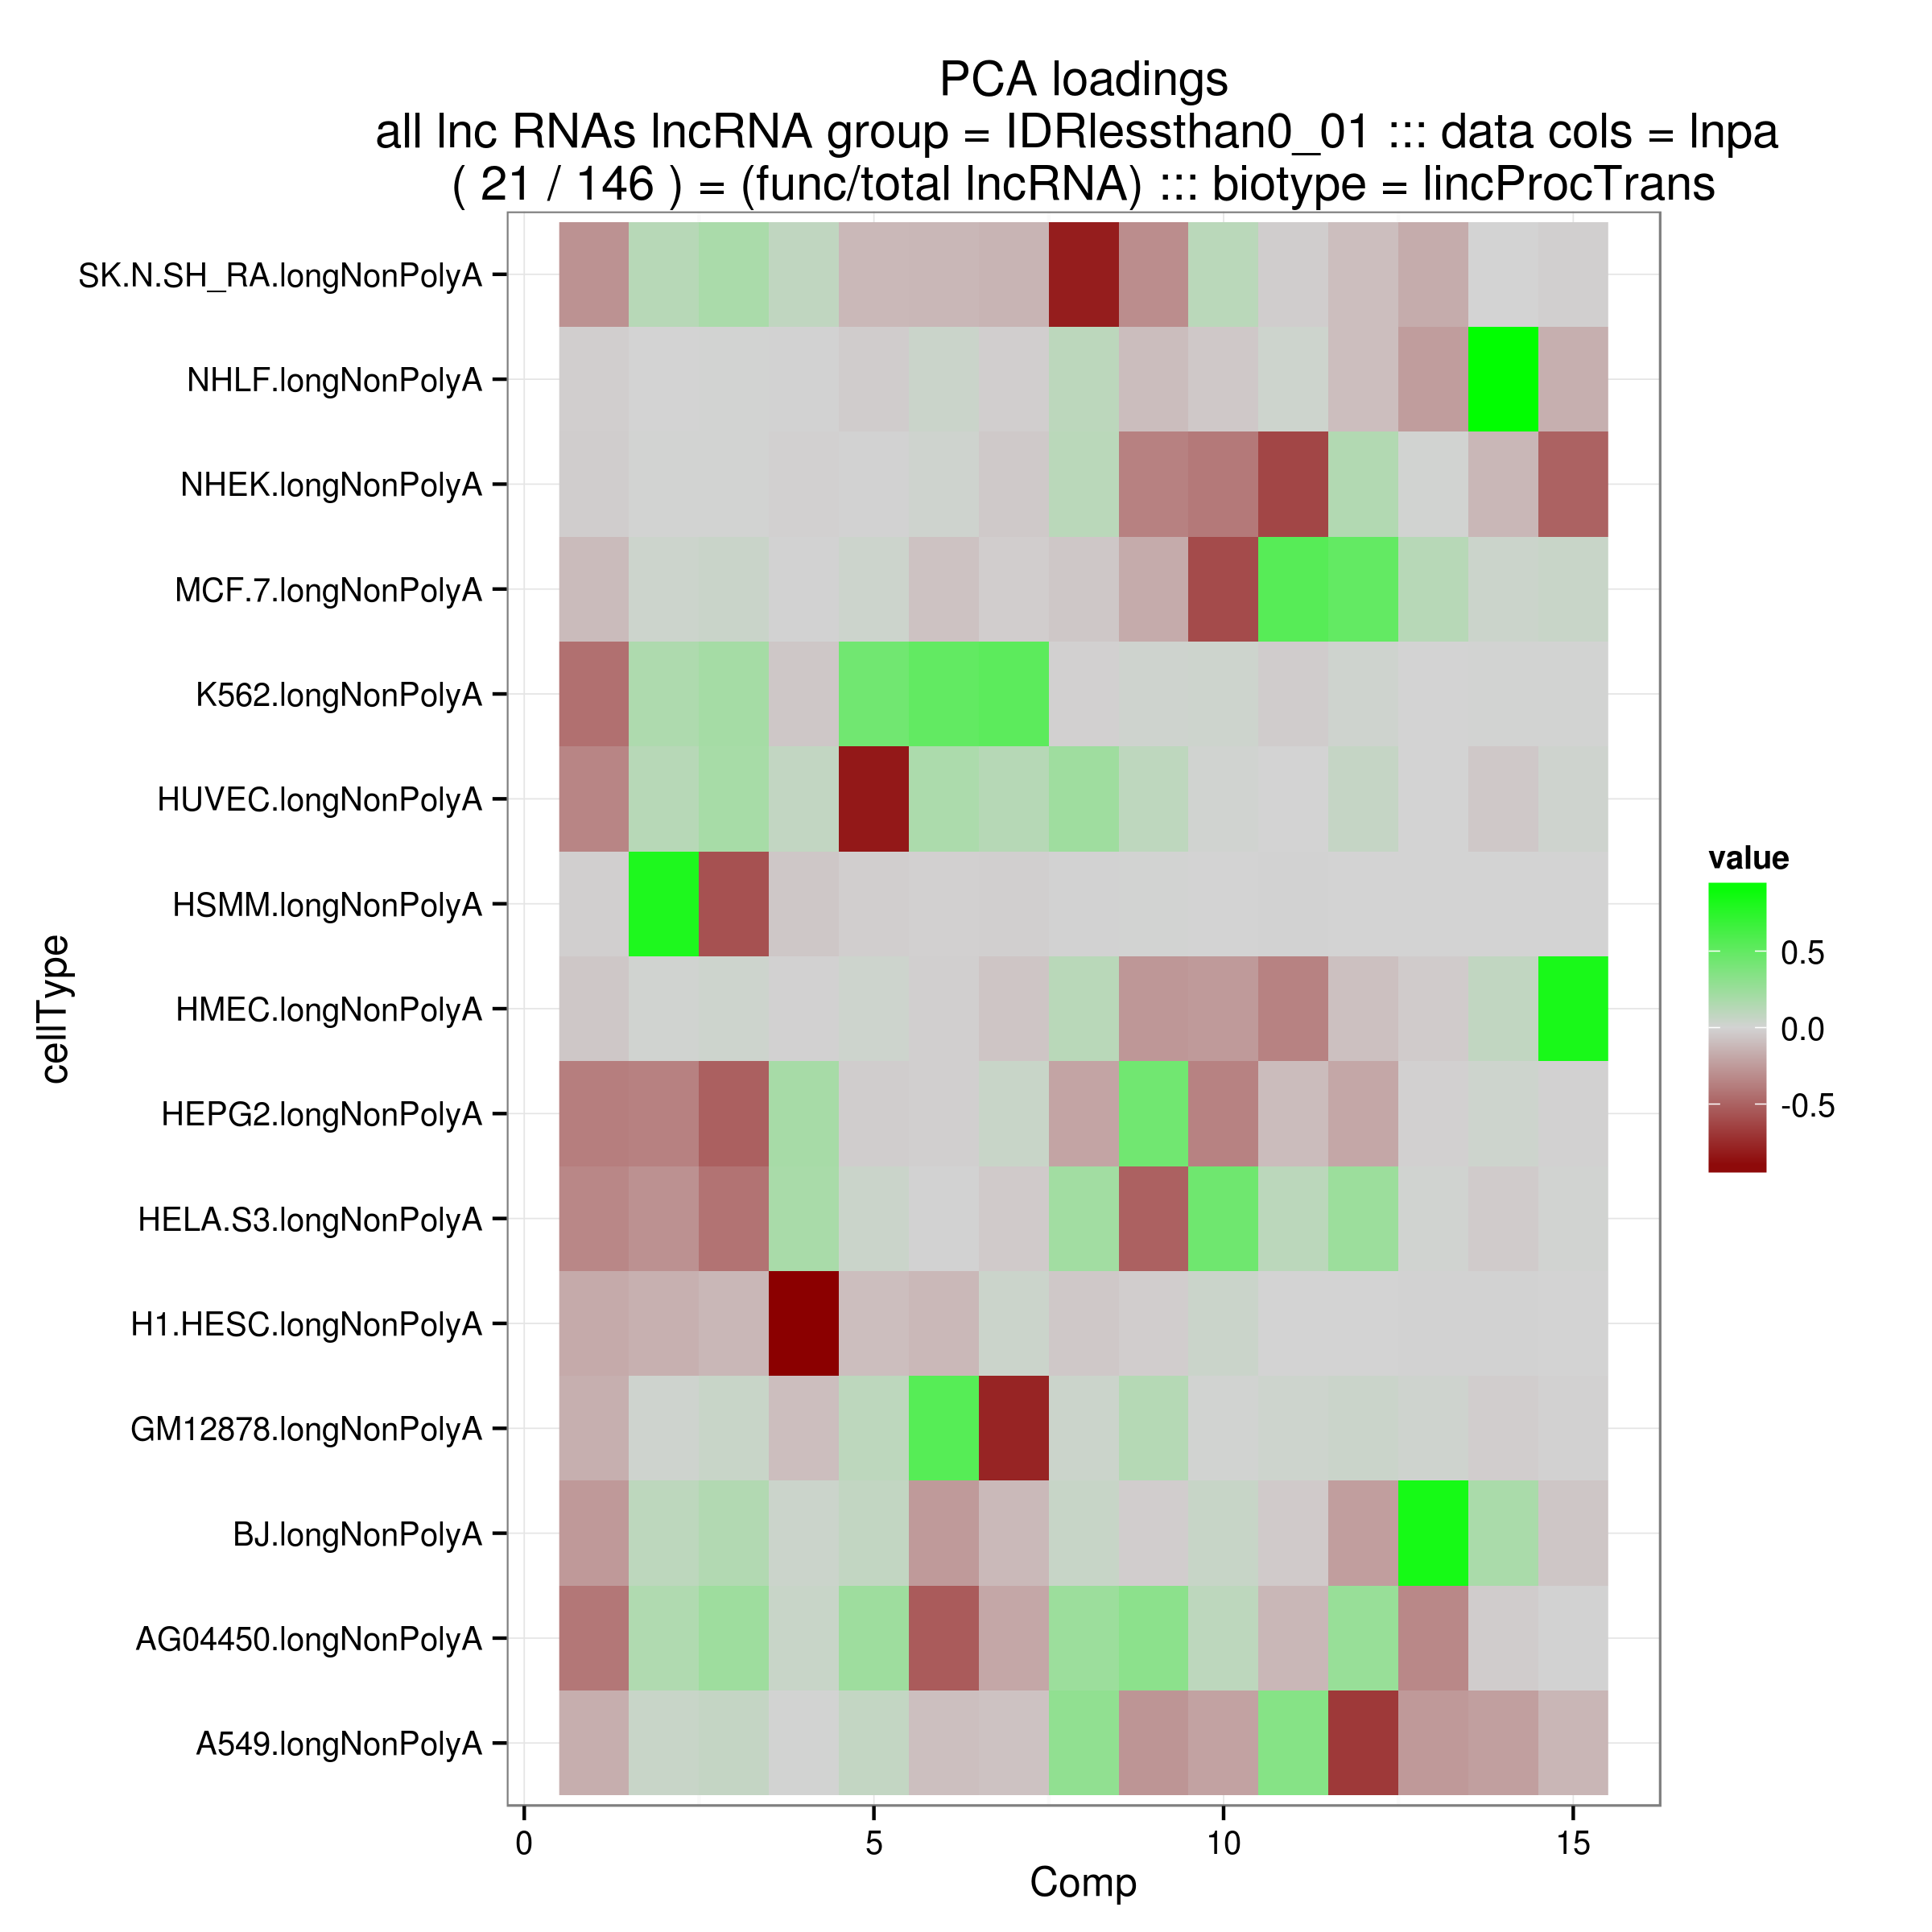 PCA loadings
all lnc RNAs lncRNA group = IDRlessthan0_01 ::: data cols = lnpa
( 21 / 146 ) = (func/total lncRNA) ::: biotype = lincProcTrans
SK.N.SH_RA.longNonPolyA
NHLF.longNonPolyA
NHEK.longNonPolyA
MCF.7.longNonPolyA
K562.longNonPolyA
HUVEC.longNonPolyA
HSMM.longNonPolyA
HMEC.longNonPolyA
HEPG2.longNonPolyA
HELA.S3.longNonPolyA
H1.HESC.longNonPolyA
GM12878.longNonPolyA
BJ.longNonPolyA
AG04450.longNonPolyA
A549.longNonPolyA
cellType
0 5 10 15
Comp
value
0.5
0.0
-0.5